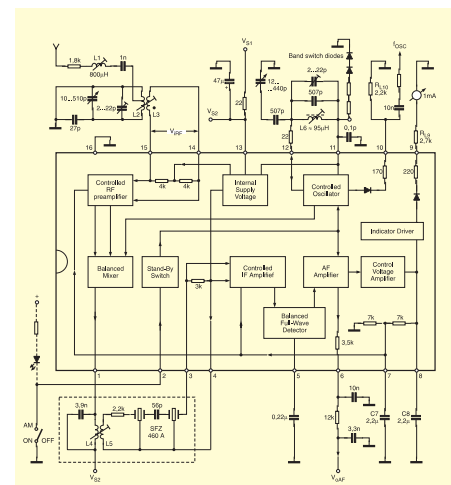 V_S1
f_OSC
Band switch diodes
1.8k
L1
800μH
1n
47μ
12...
...440p
2...22p
507p
R_L10
2,2k
10n
1mA
10...510p
2...22p
L2
L3
V_S2
22
507p
22
L6 ≈ 95μH
0,1p
R_L9
2,7k
27p
V_iRF
16
15
14
13
12
11
10
9
Controlled
RF
preamplifier
4k
4k
Internal
Supply
Voltage
Controlled
Oscillator
170
220
Indicator Driver
Balanced
Mixer
Stand-By
Switch
3k
Controlled
IF Amplifief
AF
Amplifier
Control
Voltage
Amplifier
Balanced
Full-Wave
Detector
7k
7k
3,5k
+
1
2
3
4
5
6
7
8
3,9n
2,2k
56p
SFZ
460 A
L4
L5
AM
ON
OFF
V_S2
0,22μ
10n
12k
3,3n
C7
2,2μ
C8
2,2μ
V_oAF